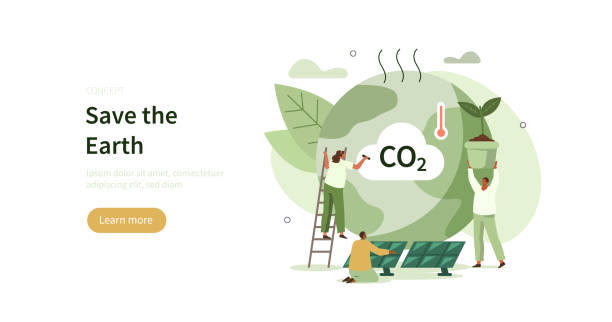 CONCEPT
Save the
Earth
Ipsum dolor sit amet, consectetuer
adipiscing elit, sed diam
Learn more
CO2